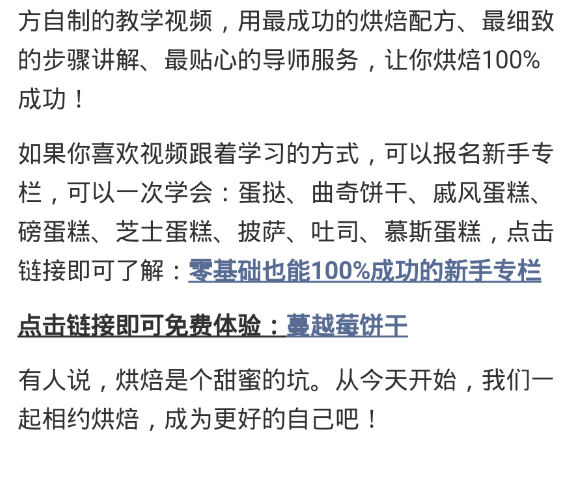 方自制的教学视频，用最成功的烘焙配方、最细致
的步骤讲解、最贴心的导师服务，让你烘焙100%
成功！
如果你喜欢视频跟着学习的方式，可以报名新手专
栏，可以一次学会：蛋挞、曲奇饼干、戚风蛋糕、
磅蛋糕、芝士蛋糕、披萨、吐司、慕斯蛋糕，点击
链接即可了解：零基础也能100%成功的新手专栏
点击链接即可免费体验：蔓越莓饼干
有人说，烘焙是个甜蜜的坑。从今天开始，我们一
起相约烘焙，成为更好的自己吧！